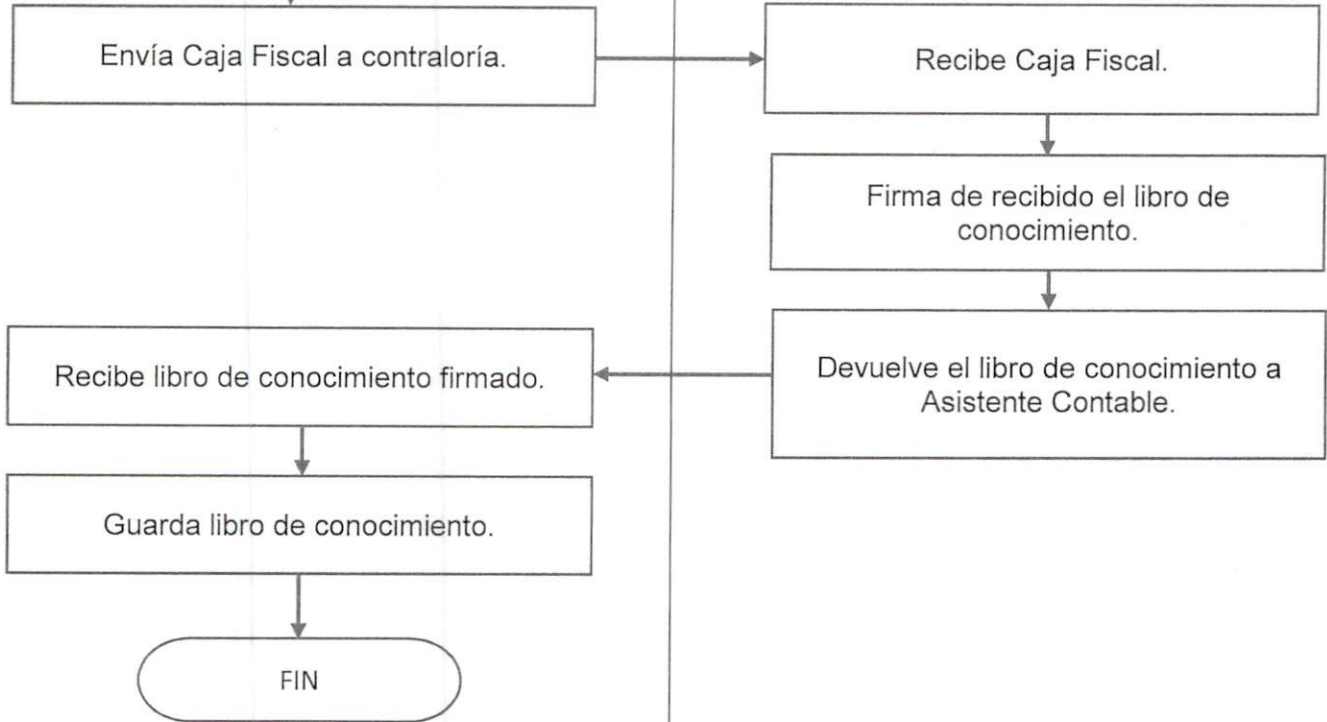 Envía Caja Fiscal a contraloría.
Recibe Caja Fiscal.
Firma de recibido el libro de
conocimiento.
Devuelve el libro de conocimiento a
Asistente Contable.
Recibe libro de conocimiento firmado.
Guarda libro de conocimiento.
FIN